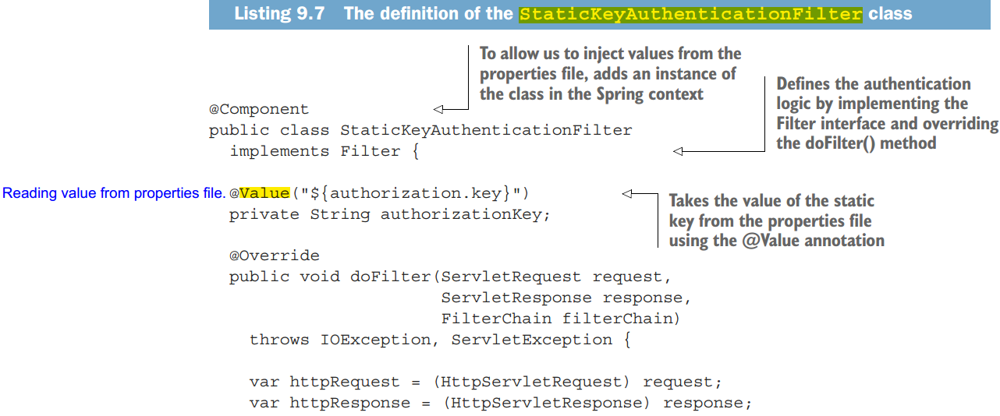 Listing 9.7 The definition of the StaticKeyAuthenticationFilter class
To allow us to inject values from the
properties file, adds an instance of
the class in the Spring context
Defines the authentication
logic by implementing the
Filter interface and overriding
the doFilter() method
@Component
public class StaticKeyAuthenticationFilter
implements Filter {
Reading value from properties file.
@Value("${authorization.key}")
private String authorizationKey;
Takes the value of the static
key from the properties file
using the @Value annotation
@Override
public void doFilter(ServletRequest request,
ServletResponse response,
FilterChain filterChain)
throws IOException, ServletException {
var httpRequest = (HttpServletRequest) request;
var httpResponse = (HttpServletResponse) response;